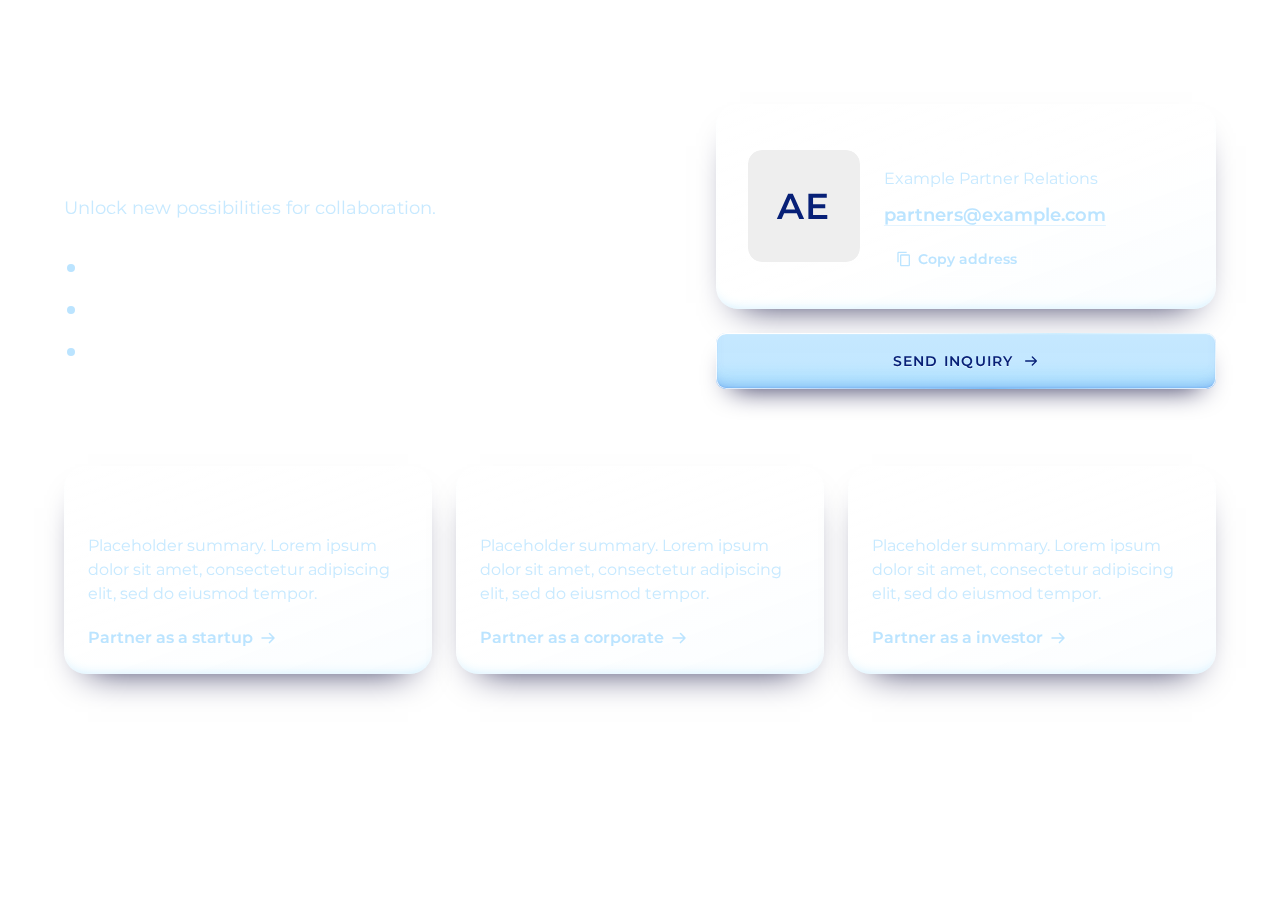 Unlock new possibilities for collaboration.
AE
Example Partner Relations
partners@example.com
Copy address
SEND INQUIRY
Placeholder summary. Lorem ipsum
dolor sit amet, consectetur adipiscing
elit, sed do eiusmod tempor.
Partner as a startup
Placeholder summary. Lorem ipsum
dolor sit amet, consectetur adipiscing
elit, sed do eiusmod tempor.
Partner as a corporate
Placeholder summary. Lorem ipsum
dolor sit amet, consectetur adipiscing
elit, sed do eiusmod tempor.
Partner as a investor